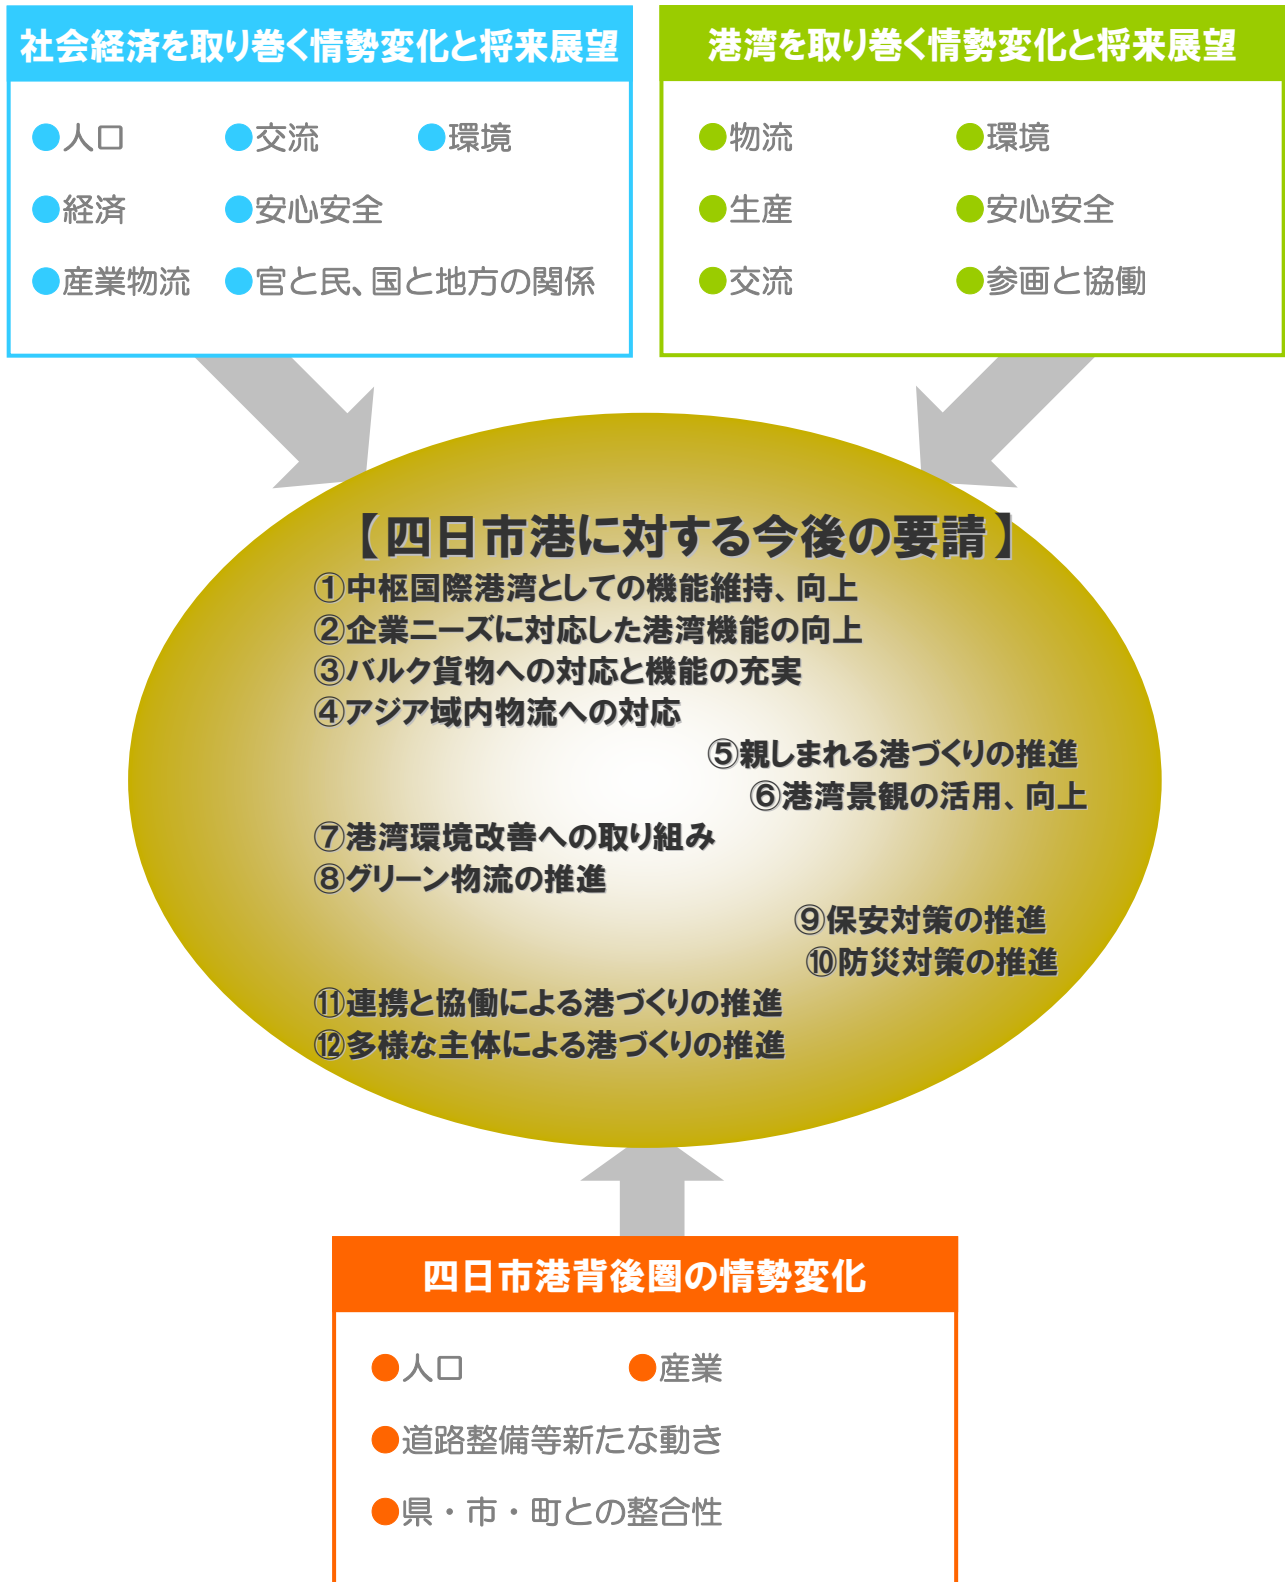 社会経済を取り巻く情勢変化と将来展望
●人口 ●交流 ●環境
●経済 ●安心安全
●産業物流 ●官と民、国と地方の関係
港湾を取り巻く情勢変化と将来展望
●物流 ●環境
●生産 ●安心安全
●交流 ●参画と協働
【四日市港に対する今後の要請】
①中枢国際港湾としての機能維持、向上
②企業ニーズに対応した港湾機能の向上
③バルク貨物への対応と機能の充実
④アジア域内物流への対応
⑤親しまれる港づくりの推進
⑥港湾景観の活用、向上
⑦港湾環境改善への取り組み
⑧グリーン物流の推進
⑨保安対策の推進
⑩防災対策の推進
⑪連携と協働による港づくりの推進
⑫多様な主体による港づくりの推進
四日市港背後圏の情勢変化
●人口 ●産業
●道路整備等新たな動き
●県・市・町との整合性